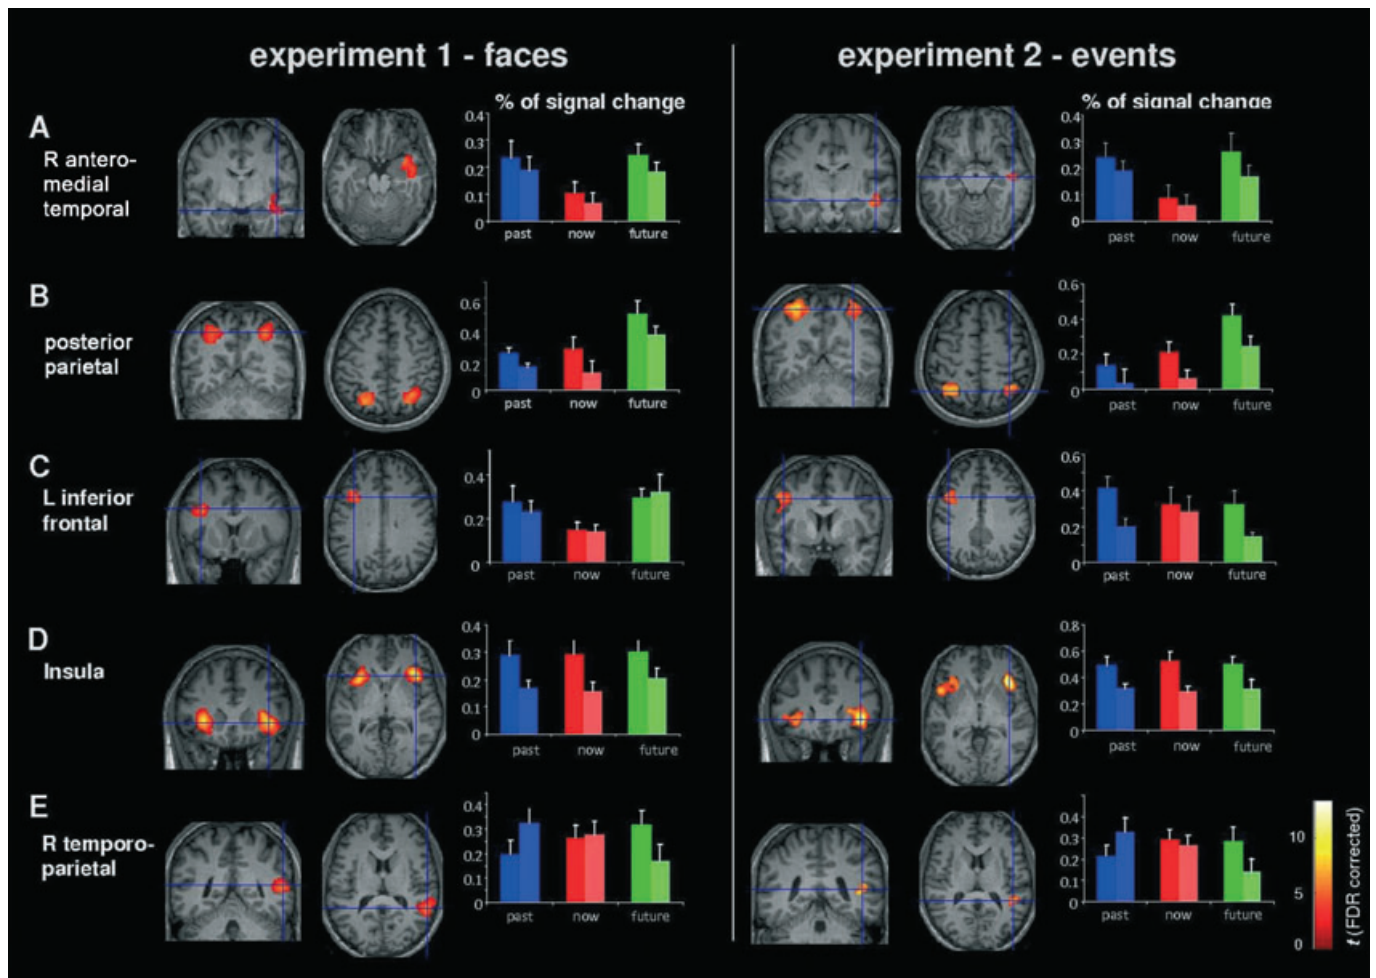 experiment 1 - faces
experiment 2 - events
% of signal change
% of signal change
A
R antero-
medial
temporal
0.4
0.3
0.2
0.1
0
past now future
0.4
0.3
0.2
0.1
0
past now future
B
posterior
parietal
0.6
0.4
0.2
0
past now future
0.6
0.4
0.2
0
past now future
C
L inferior
frontal
0.4
0.2
0
past now future
0.6
0.4
0.2
0
past now future
D
Insula
0.4
0.3
0.2
0.1
0
past now future
0.8
0.6
0.4
0.2
0
past now future
E
R temporo-
parietal
0.4
0.3
0.2
0.1
0
past now future
0.4
0.3
0.2
0.1
0
past now future
10
5
0
t (FDR corrected)